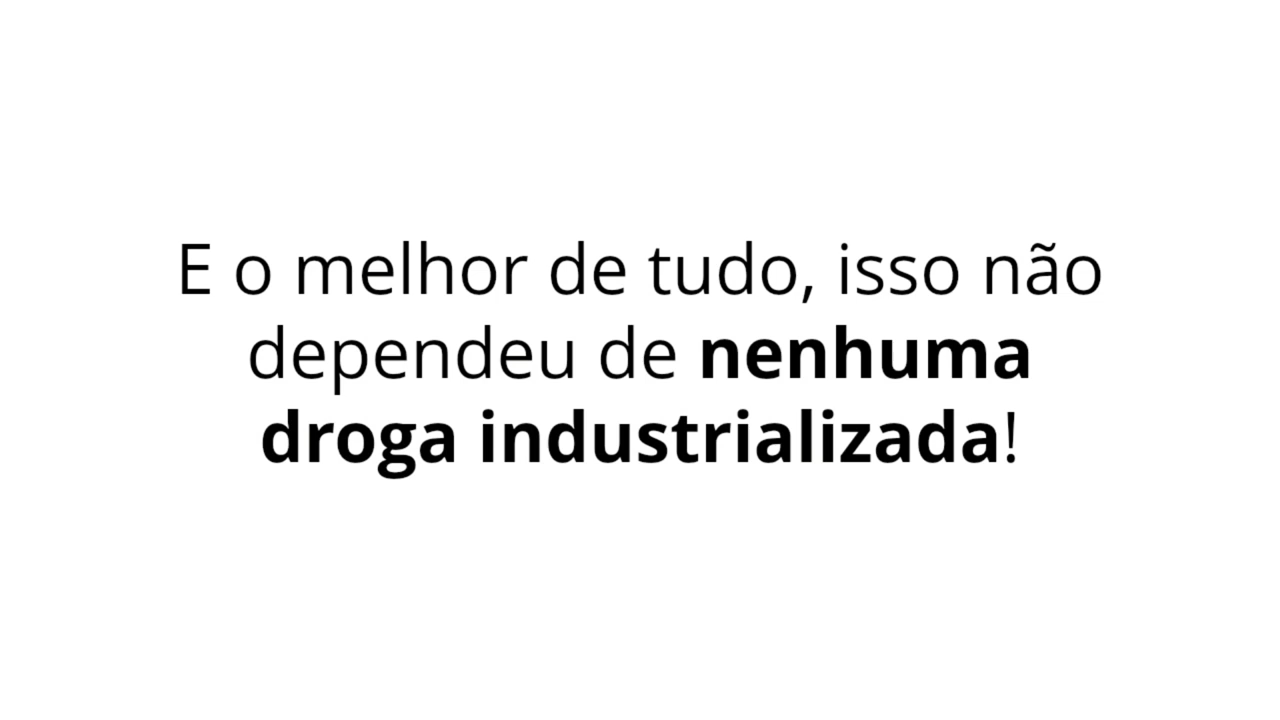 E o melhor de tudo, isso não
dependeu de nenhuma
droga industrializada!